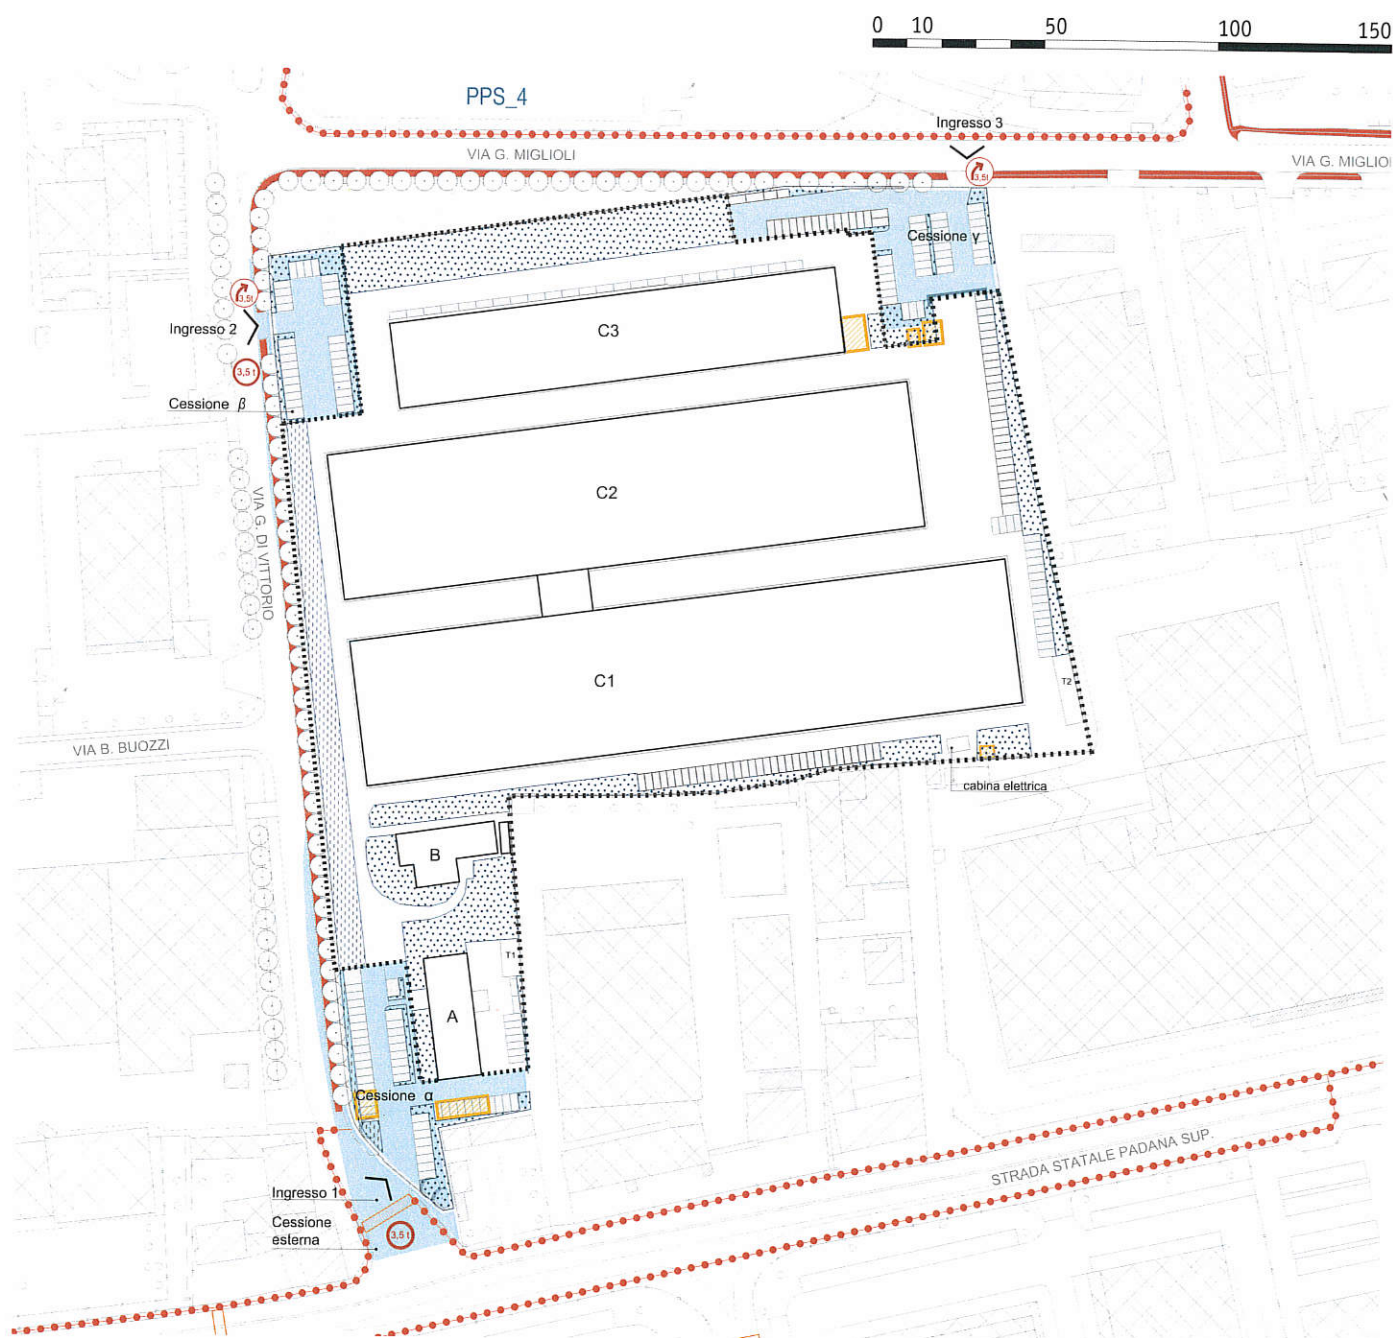 0 10 50 100 150
PPS_4
Ingresso 3
VIA G. MIGLIOLI
VIA G. MIGLIO
3,5t
Cessione γ
3,5t
Ingresso 2
C3
3,5 t
Cessione β
C2
VIA G. DI VITTORIO
C1
T2
VIA B. BUOZZI
cabina elettrica
B
T1
A
Cessione α
STRADA STATALE PADANA SUP.
Ingresso 1
Cessione
esterna
3,5 t